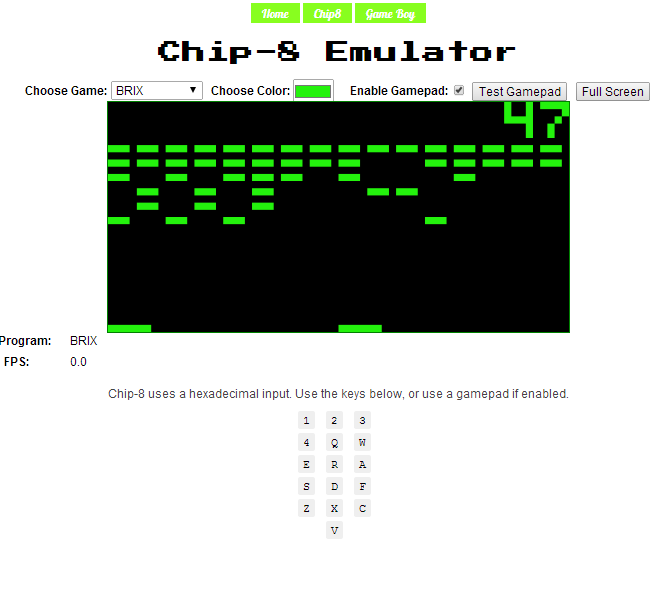 Home Chip8 Game Boy
Chip-8 Emulator
Choose Game: BRIX Choose Color: Enable Gamepad: Test Gamepad Full Screen
47
Program: BRIX
FPS: 0.0
Chip-8 uses a hexadecimal input. Use the keys below, or use a gamepad if enabled.
1 2 3
4 Q W
E R A
S D F
Z X C
V